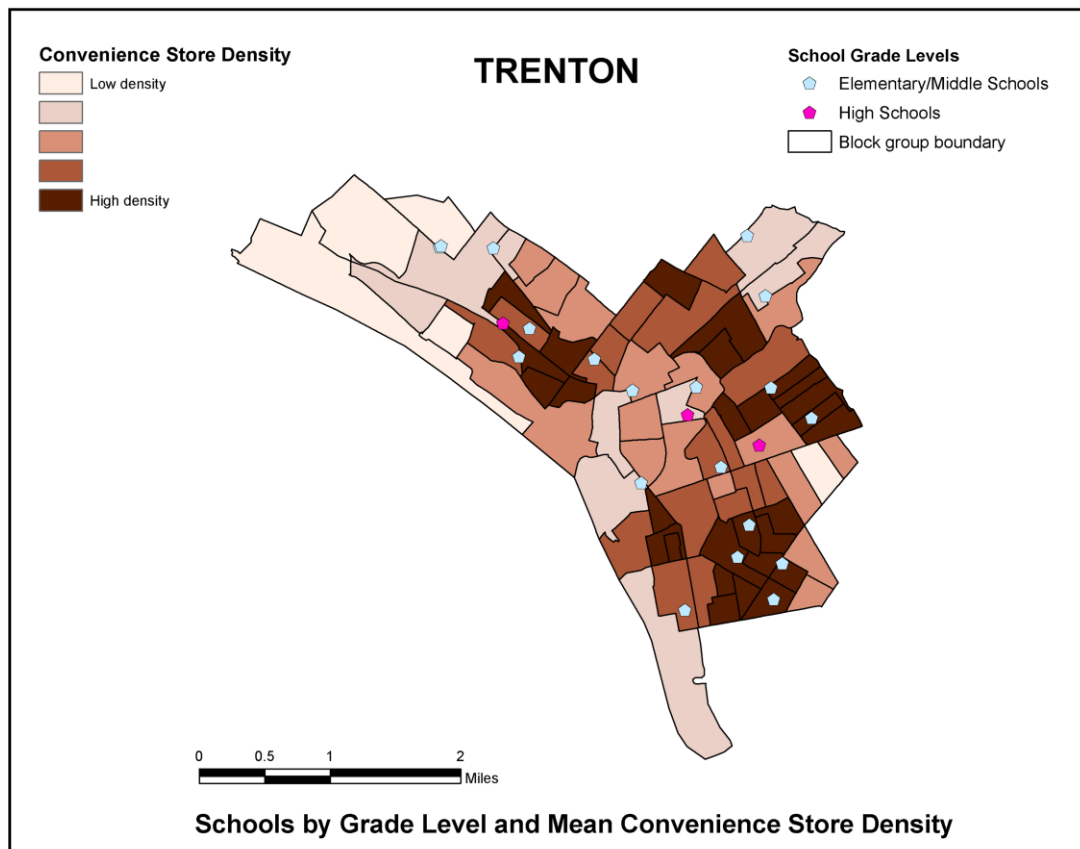 TRENTON
Convenience Store Density
Low density
High density
School Grade Levels
Elementary/Middle Schools
High Schools
Block group boundary
0 0.5 1 2
Miles
Schools by Grade Level and Mean Convenience Store Density